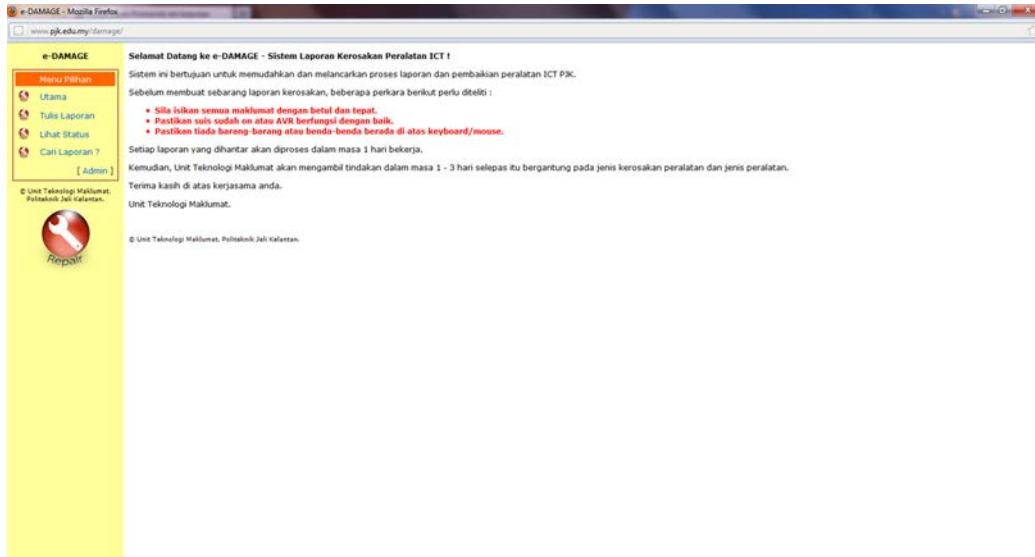 e-DAMAGE - Mozilla Firefox
www.pjk.edu.my/damage/
e-DAMAGE
Menu Pilihan
Utama
Tulis Laporan
Lihat Status
Cari Laporan ?
[ Admin ]
© Unit Teknologi Maklumat.
Politeknik Jeli Kelantan.
Repair
Selamat Datang ke e-DAMAGE - Sistem Laporan Kerosakan Peralatan ICT !
Sistem ini bertujuan untuk memudahkan dan melancarkan proses laporan dan pembaikian peralatan ICT PJK.
Sebelum membuat sebarang laporan kerosakan, beberapa perkara berikut perlu diteliti :
• Sila isikan semua maklumat dengan betul dan tepat.
• Pastikan suis sudah on atau AVR berfungsi dengan baik.
• Pastikan tiada barang-barang atau benda-benda berada di atas keyboard/mouse.
Setiap laporan yang dihantar akan diproses dalam masa 1 hari bekerja.
Kemudian, Unit Teknologi Maklumat akan mengambil tindakan dalam masa 1 - 3 hari selepas itu bergantung pada jenis kerosakan peralatan dan jenis peralatan.
Terima kasih di atas kerjasama anda.
Unit Teknologi Maklumat.
© Unit Teknologi Maklumat, Politeknik Jeli Kelantan.